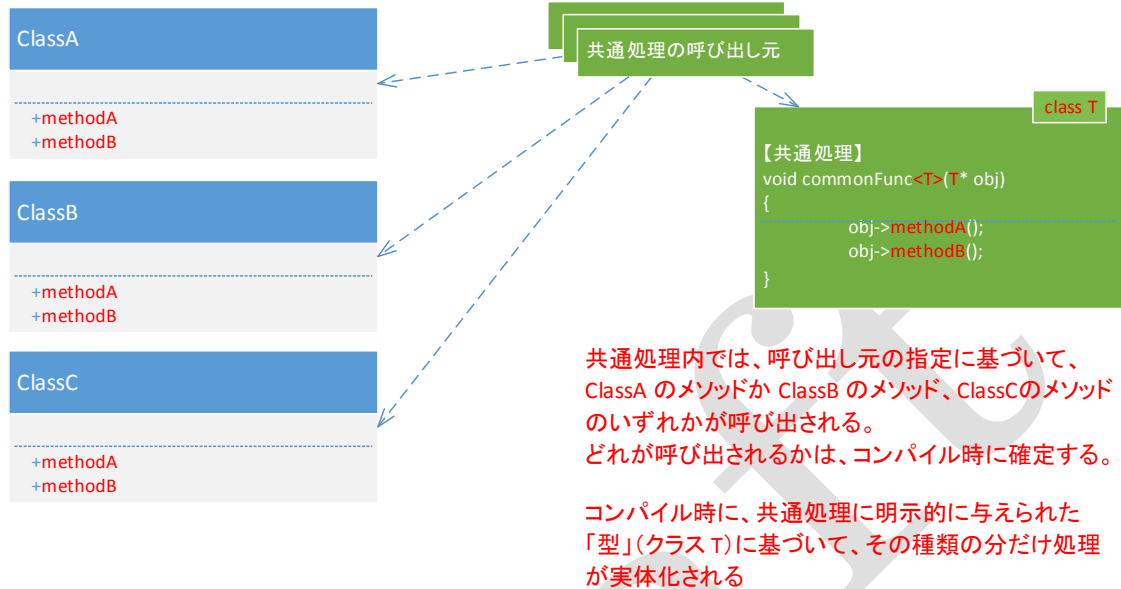 ClassA
+methodA
+methodB
ClassB
+methodA
+methodB
ClassC
+methodA
+methodB
共通処理の呼び出し元
class T
【共通処理】
void commonFunc<T>(T* obj)
{
obj->methodA();
obj->methodB();
}
共通処理内では、呼び出し元の指定に基づいて、
ClassA のメソッドか ClassB のメソッド、ClassCのメソッド
のいずれかが呼び出される。
どれが呼び出されるかは、コンパイル時に確定する。
コンパイル時に、共通処理に明示的に与えられた
「型」(クラス T)に基づいて、その種類の分だけ処理
が実体化される